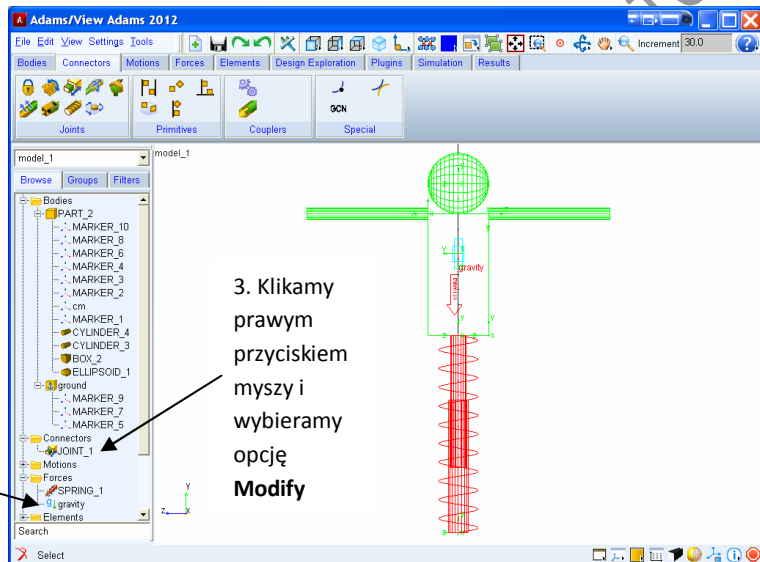 Adams/View Adams 2012
File Edit View Settings Tools
Increment 30.0
Bodies Connectors Motions Forces Elements Design Exploration Plugins Simulation Results
GCN
Joints Primitives Couplers Special
model_1
model_1
Browse Groups Filters
Bodies
PART_2
MARKER_10
MARKER_8
MARKER_6
MARKER_4
MARKER_3
MARKER_2
cm
MARKER_1
CYLINDER_4
CYLINDER_3
BOX_2
ELLIPSOID_1
ground
MARKER_9
MARKER_7
MARKER_5
Connectors
JOINT_1
Motions
Forces
SPRING_1
gravity
Elements
Search
Select
gravity
3. Klikamy
prawym
przyciskiem
myszy i
wybieramy
opcję
Modify
y
z x